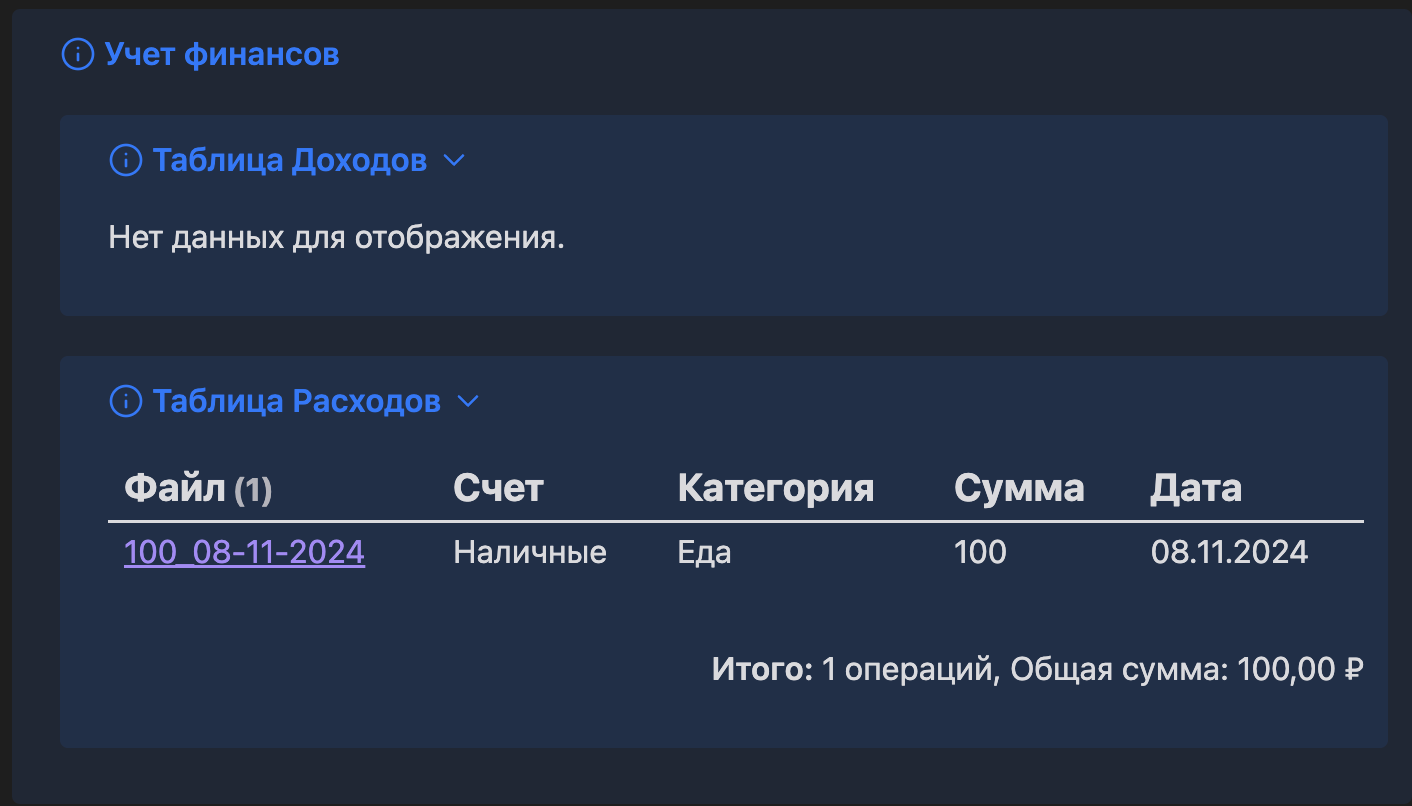 Учет финансов
Таблица Доходов
Нет данных для отображения.
Таблица Расходов
Файл (1) Счет Категория Сумма Дата
100_08-11-2024 Наличные Еда 100 08.11.2024
Итого: 1 операций, Общая сумма: 100,00 ₽